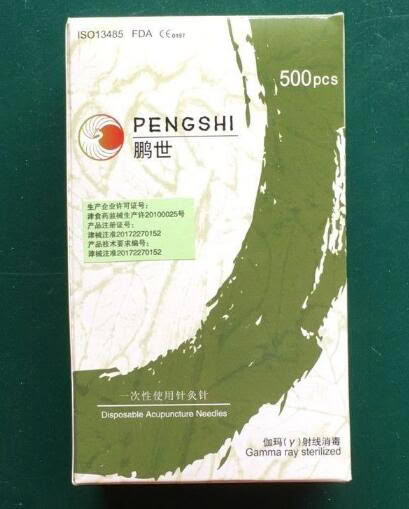 ISO13485 FDA CE0197
500pcs
PENGSHI
鹏世
生产企业许可证号：
津食药监械生产许20100025号
产品注册证号：
津械注准20172270152
产品技术要求编号：
津械注准20172270152
一次性使用针灸针
Disposable Acupuncture Needles
伽玛(γ)射线消毒
Gamma ray sterilized